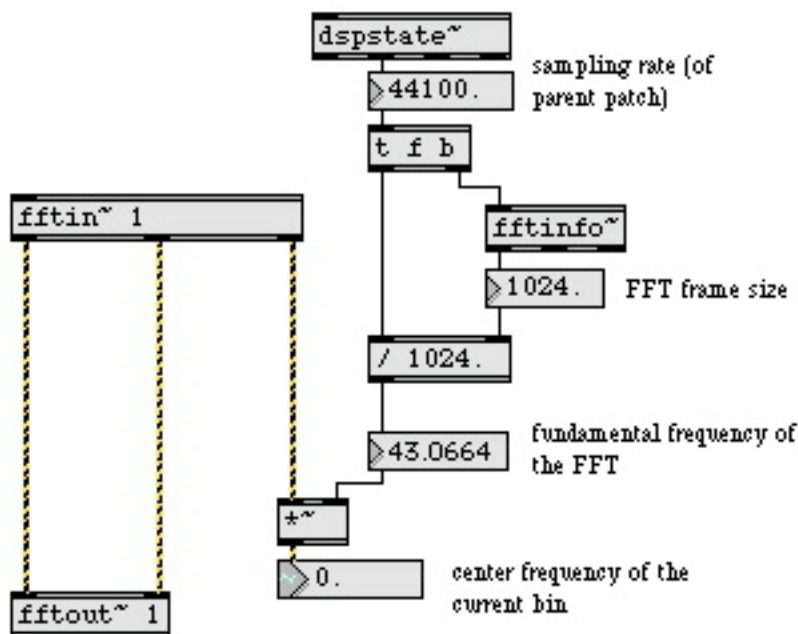 dspstate~
44100.
sampling rate (of
parent patch)
t f b
fftin~ 1
fftinfo~
1024.
FFT frame size
/ 1024.
43.0664
fundamental frequency of
the FFT
*~
0.
center frequency of the
current bin
fftout~ 1